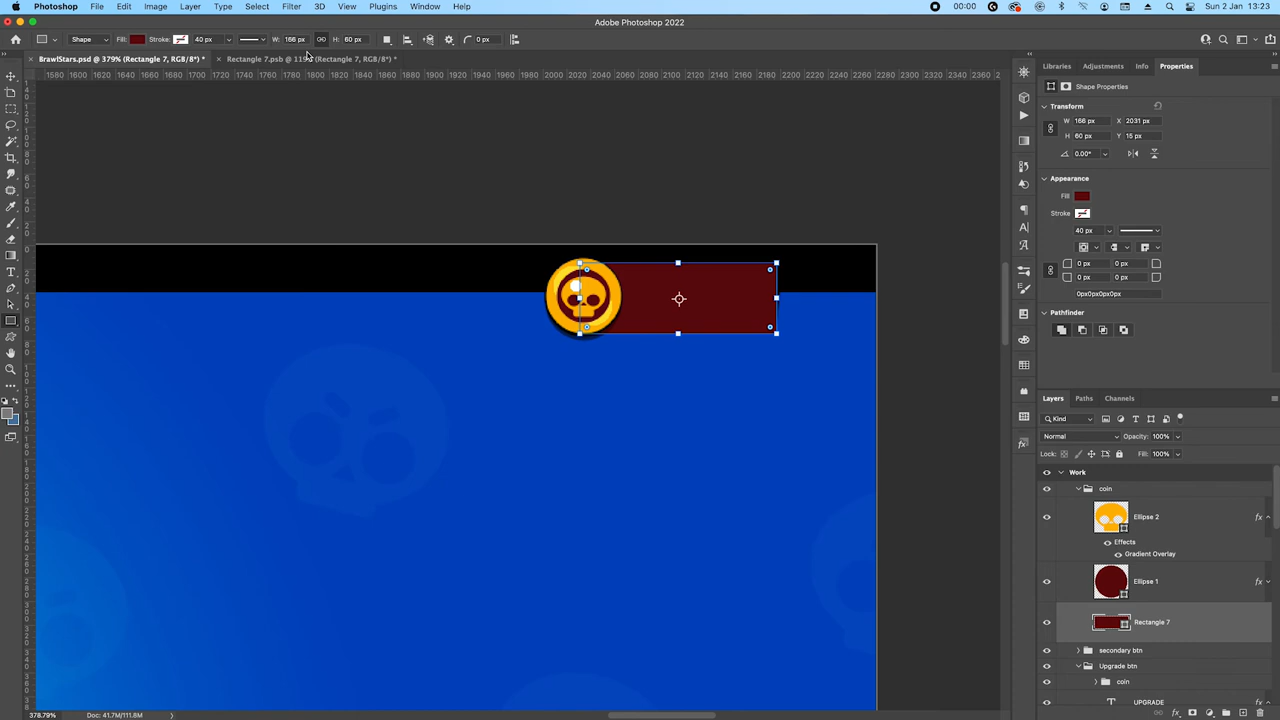 Photoshop File Edit Image Layer Type Select Filter 3D View Plugins Window Help 00:00 Sun 2 Jan 13:23
Adobe Photoshop 2022
Shape Fill: Stroke: 40 px W: 166 px H: 60 px 0 px
BrawlStars.psd @ 379% (Rectangle 7, RGB/8*) * Rectangle 7.psb @ 119% (Rectangle 7, RGB/8*) *
1580 1600 1620 1640 1660 1680 1700 1720 1740 1760 1780 1800 1820 1840 1860 1880 1900 1920 1940 1960 1980 2000 2020 2040 2060 2080 2100 2120 2140 2160 2180 2200 2220 2240 2260 2280 2300 2320
Libraries Adjustments Info Properties
Shape Properties
Transform
W 166 px X 2031 px
H 60 px Y 15 px
0.00°
Appearance
Fill
Stroke
40 px
0 px 0 px
0 px 0 px
0px0px0px0px
Pathfinder
Layers Paths Channels
Kind
Normal Opacity: 100%
Lock: Fill: 100%
Work
coin
Ellipse 2 fx
Effects
Gradient Overlay
Ellipse 1 fx
Rectangle 7
secondary btn
Upgrade btn
coin
UPGRADE
378.79% Doc: 41.7M/111.8M